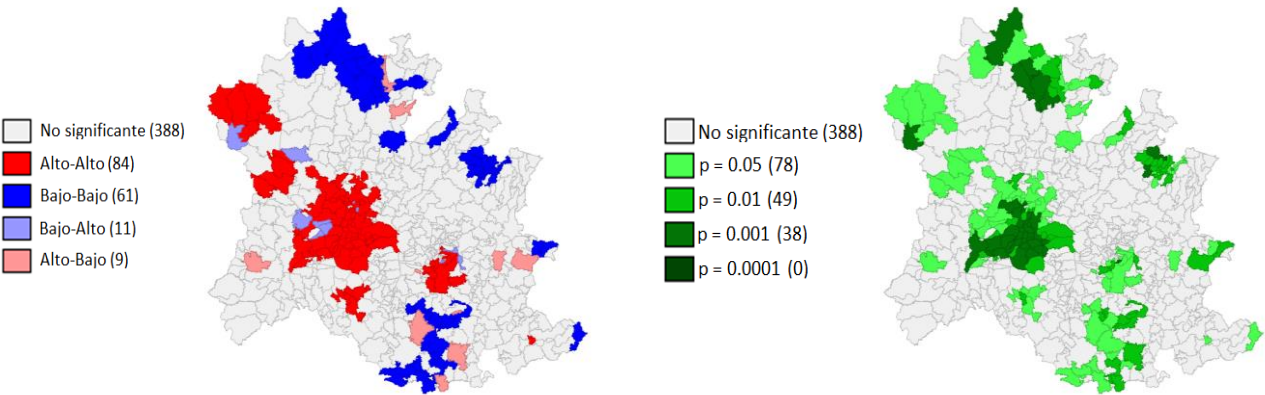 No significante (388)
Alto-Alto (84)
Bajo-Bajo (61)
Bajo-Alto (11)
Alto-Bajo (9)
No significante (388)
p = 0.05 (78)
p = 0.01 (49)
p = 0.001 (38)
p = 0.0001 (0)